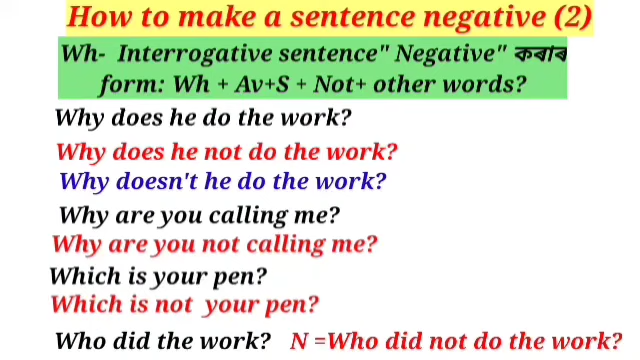 How to make a sentence negative (2)
Wh- Interrogative sentence" Negative" কৰাৰ
form: Wh + Av+S + Not+ other words?
Why does he do the work?
Why does he not do the work?
Why doesn't he do the work?
Why are you calling me?
Why are you not calling me?
Which is your pen?
Which is not your pen?
Who did the work? N =Who did not do the work?